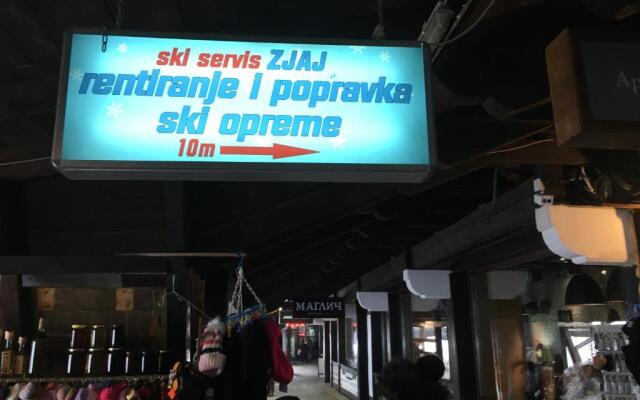 ski servis ZJAJ
rentiranje i popravka
ski opreme
10m
МАГЛИЧ